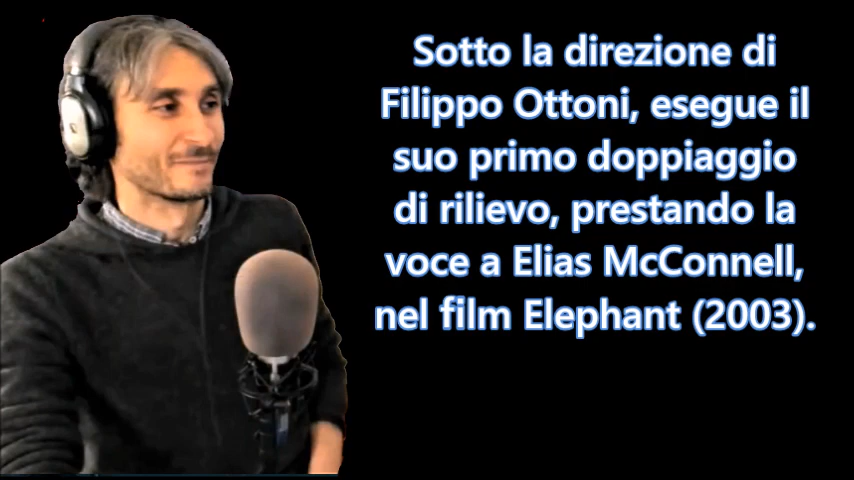 Sotto la direzione di
Filippo Ottoni, esegue il
suo primo doppiaggio
di rilievo, prestando la
voce a Elias McConnell,
nel film Elephant (2003).